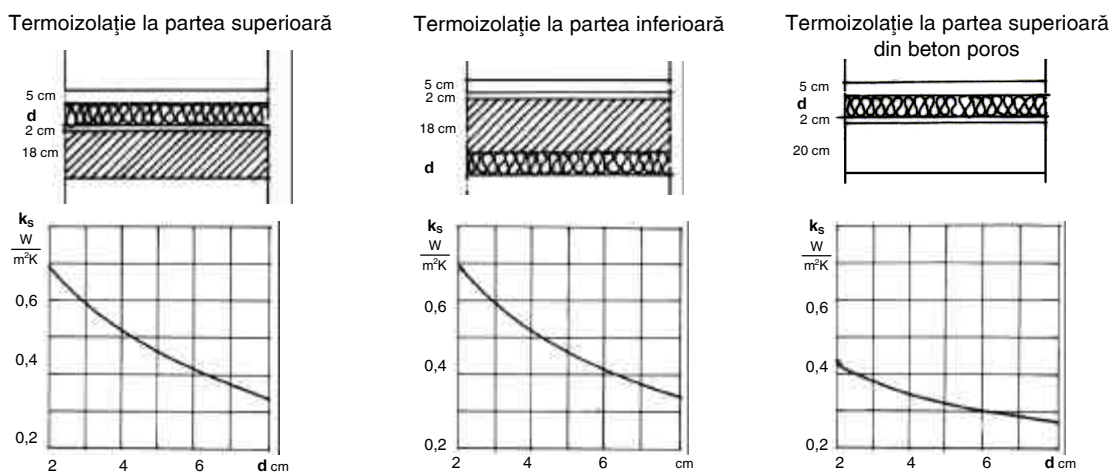 Termoizolaţie la partea superioară
5 cm
d
2 cm
18 cm
kS
W
m²K
0,6
0,4
0,2
2 4 6 d cm
Termoizolaţie la partea inferioară
5 cm
2 cm
18 cm
d
kS
W
m²K
0,6
0,4
0,2
2 4 6 cm
Termoizolaţie la partea superioară
din beton poros
5 cm
d
2 cm
20 cm
kS
W
m²K
0,6
0,4
0,2
2 4 6 d cm